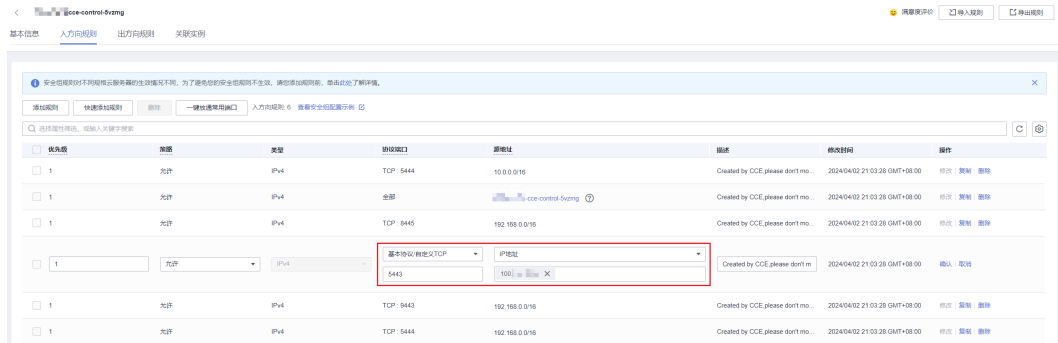 cce-control-5vzmg 满意度评价 导入规则 导出规则
基本信息 入方向规则 出方向规则 关联实例
安全组规则对不同规格云服务器的生效情况不同，为了避免您的安全组规则不生效，请您添加规则前，单击此处了解详情。
添加规则 快速添加规则 删除 一键放通常用端口 入方向规则: 6 查看安全组配置示例
选择属性筛选，或输入关键字搜索
优先级 策略 类型 协议端口 源地址 描述 修改时间 操作
1 允许 IPv4 TCP : 5444 10.0.0.0/16 Created by CCE,please don't mo... 2024/04/02 21:03:28 GMT+08:00 修改 复制 删除
1 允许 IPv4 全部 -cce-control-5vzmg Created by CCE,please don't mo... 2024/04/02 21:03:28 GMT+08:00 修改 复制 删除
1 允许 IPv4 TCP : 8445 192.168.0.0/16 Created by CCE,please don't mo... 2024/04/02 21:03:28 GMT+08:00 修改 复制 删除
基本协议/自定义TCP IP地址
1 允许 IPv4 Created by CCE,please don't m 2024/04/02 21:03:28 GMT+08:00 确认 取消
5443 100.
1 允许 IPv4 TCP : 9443 192.168.0.0/16 Created by CCE,please don't mo... 2024/04/02 21:03:28 GMT+08:00 修改 复制 删除
1 允许 IPv4 TCP : 5444 192.168.0.0/16 Created by CCE,please don't mo... 2024/04/02 21:03:28 GMT+08:00 修改 复制 删除